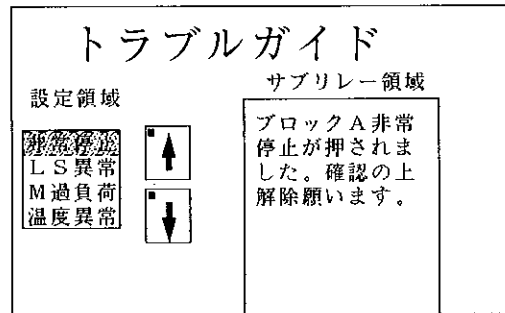 トラブルガイド
設定領域
非常停止
LS異常
M過負荷
温度異常
サブリレー領域
ブロックA非常
停止が押されま
した。確認の上
解除願います。